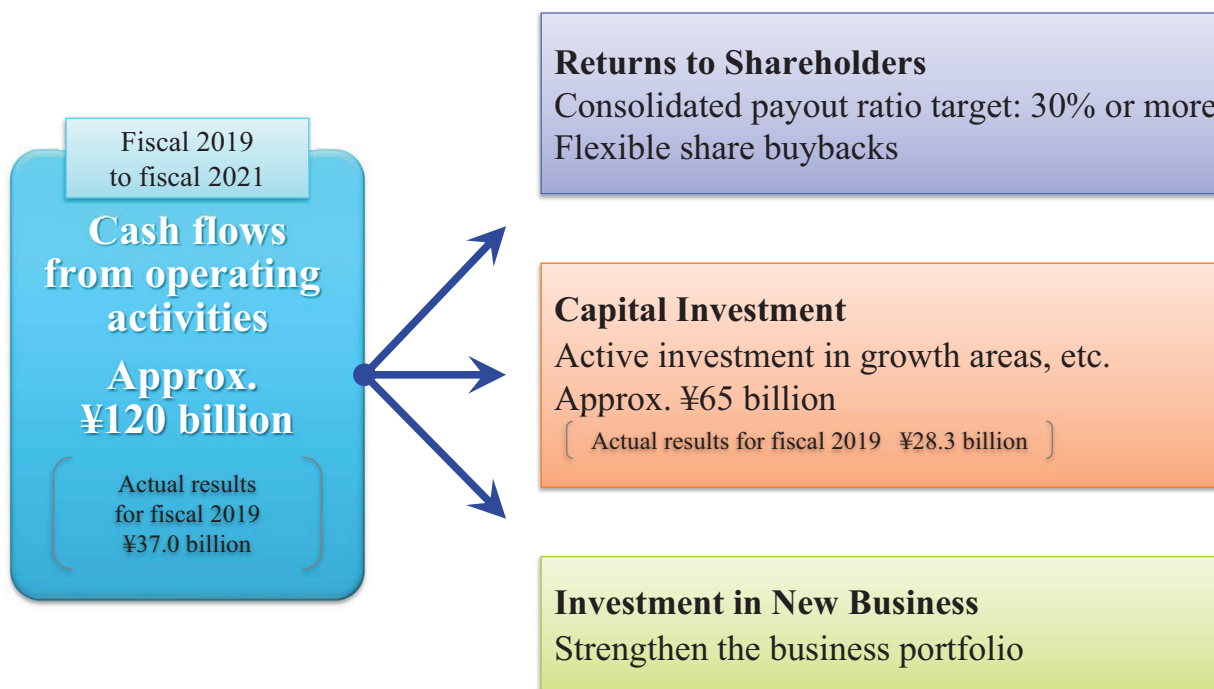 Fiscal 2019
to fiscal 2021
Cash flows
from operating
activities
Approx.
¥120 billion
Actual results
for fiscal 2019
¥37.0 billion
Returns to Shareholders
Consolidated payout ratio target: 30% or more
Flexible share buybacks
Capital Investment
Active investment in growth areas, etc.
Approx. ¥65 billion
Actual results for fiscal 2019 ¥28.3 billion
Investment in New Business
Strengthen the business portfolio